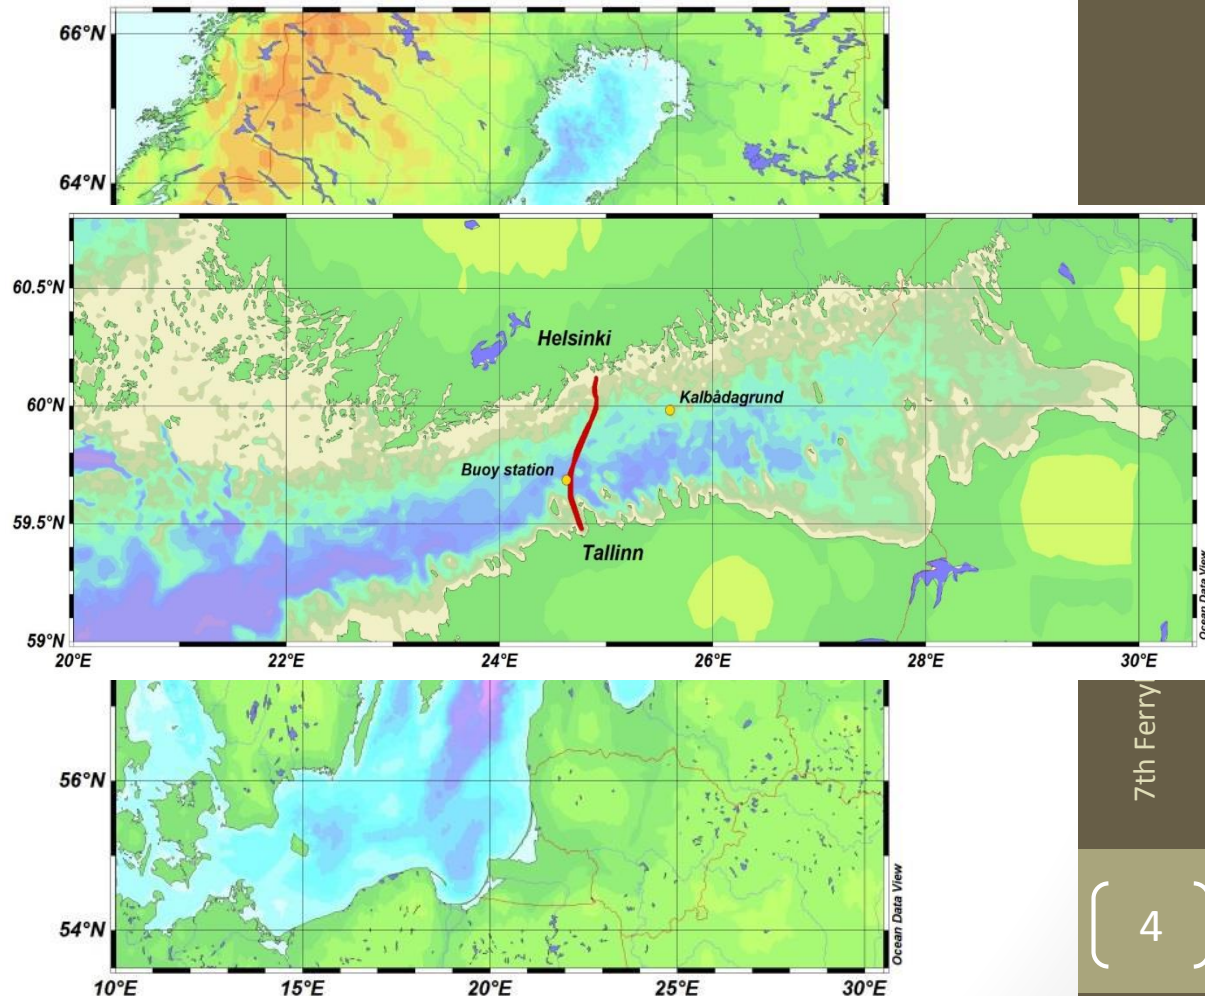 66°N
64°N
60.5°N
Helsinki
60°N
Kalbådagrund
Buoy station
59.5°N
Tallinn
59°N
Ocean Data View
20°E 22°E 24°E 26°E 28°E 30°E
7th Ferry
56°N
54°N
Ocean Data View
4
10°E 15°E 20°E 25°E 30°E